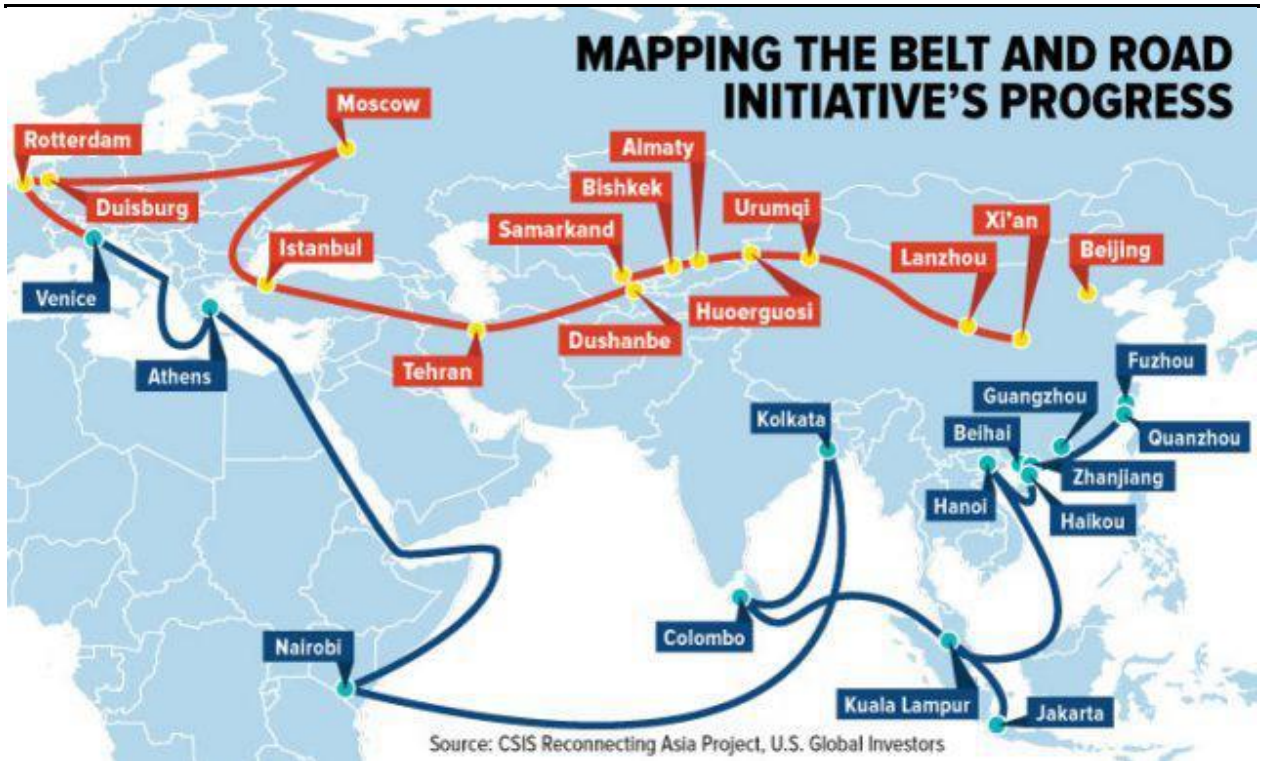 MAPPING THE BELT AND ROAD
INITIATIVE'S PROGRESS
Moscow
Rotterdam
Almaty
Bishkek
Duisburg
Urumqi
Xi'an
Samarkand
Istanbul
Lanzhou
Beijing
Venice
Huoerguosi
Dushanbe
Tehran
Athens
Fuzhou
Guangzhou
Kolkata
Beihai
Quanzhou
Zhanjiang
Hanoi
Haikou
Colombo
Nairobi
Kuala Lampur
Jakarta
Source: CSIS Reconnecting Asia Project, U.S. Global Investors